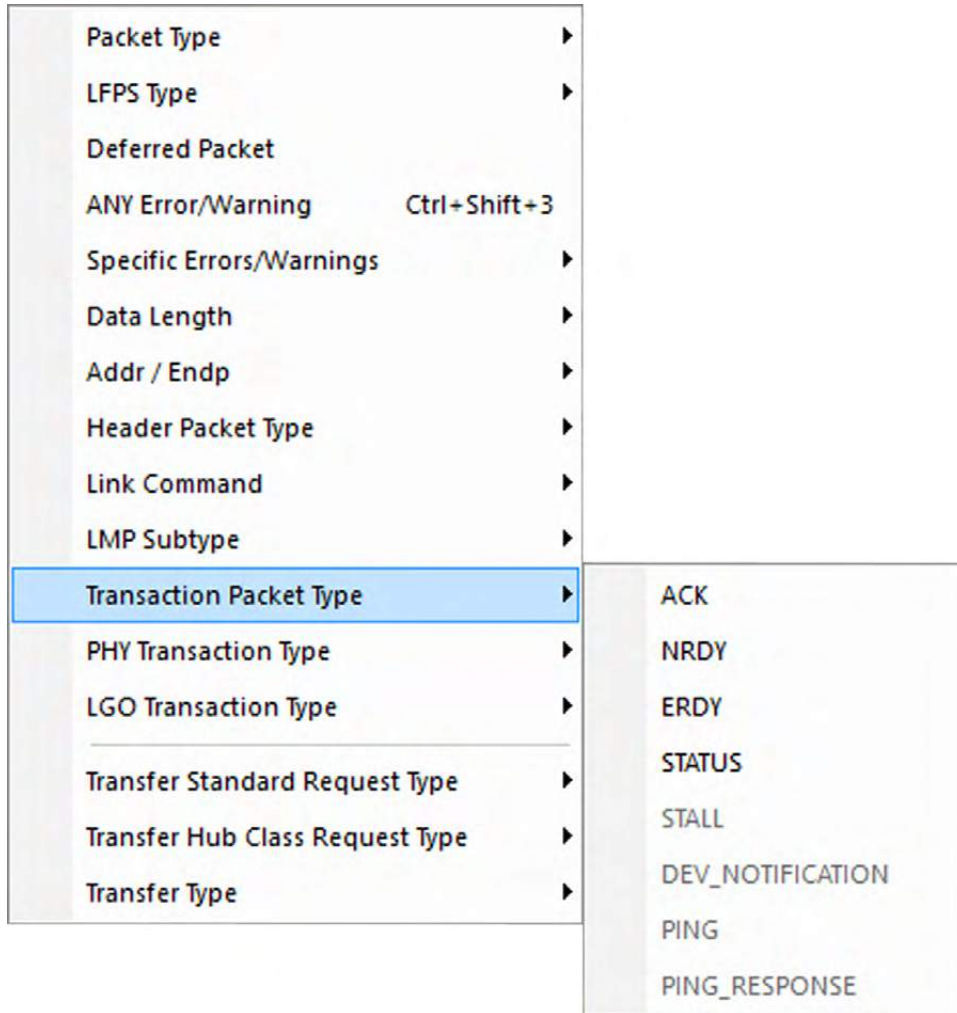 Packet Type
LFPS Type
Deferred Packet
ANY Error/Warning Ctrl+Shift+3
Specific Errors/Warnings
Data Length
Addr / Endp
Header Packet Type
Link Command
LMP Subtype
Transaction Packet Type
PHY Transaction Type
LGO Transaction Type
Transfer Standard Request Type
Transfer Hub Class Request Type
Transfer Type
ACK
NRDY
ERDY
STATUS
STALL
DEV_NOTIFICATION
PING
PING_RESPONSE